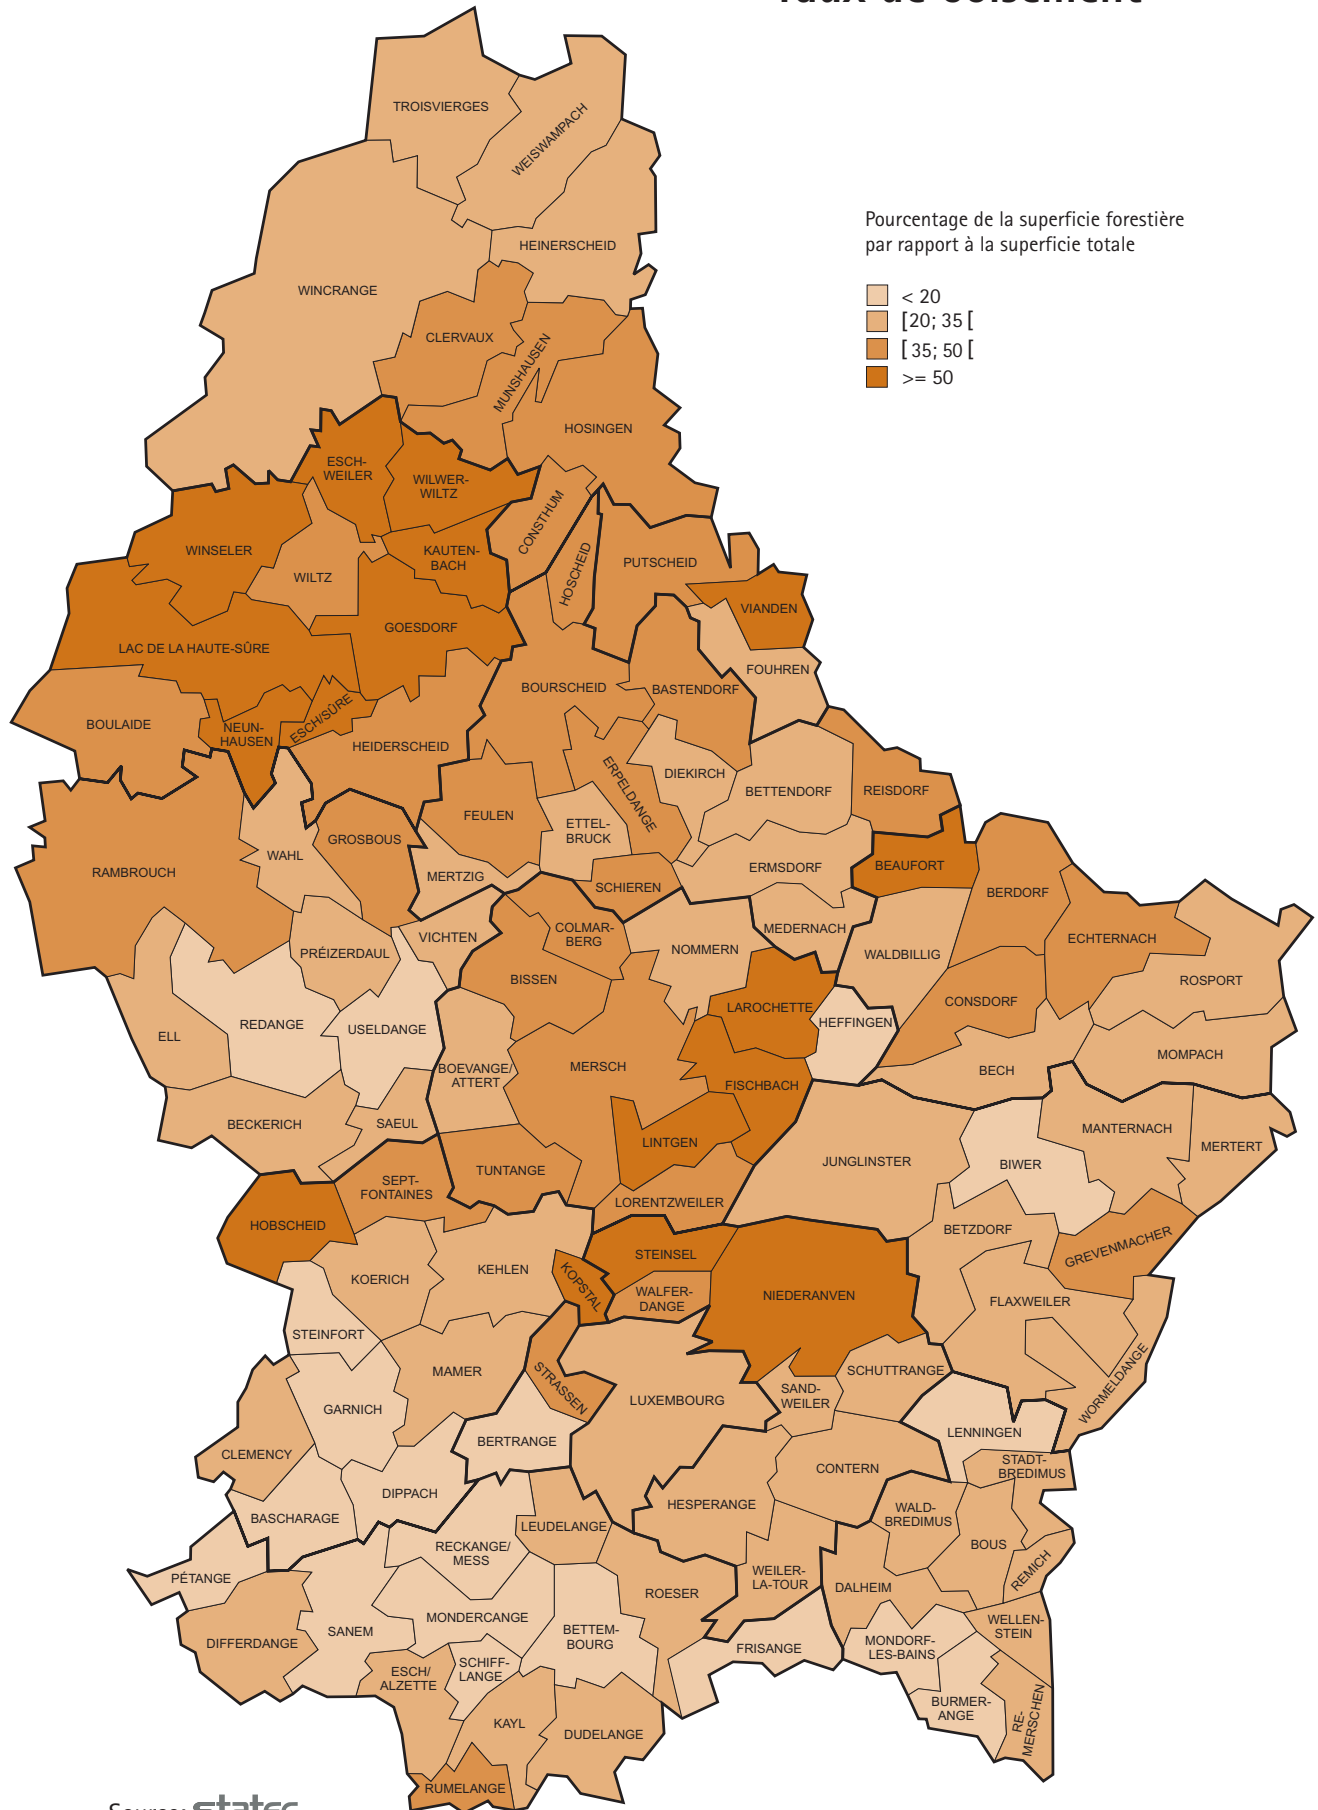 Taux de boisement
Pourcentage de la superficie forestière
par rapport à la superficie totale
< 20
[20; 35 [
[35; 50 [
>= 50
TROISVIERGES
WEISWAMPACH
HEINERSCHEID
WINCRANGE
CLERVAUX
MUNSHAUSEN
HOSINGEN
ESCH-
WEILER
WILWER-
WILTZ
CONSTHUM
WINSELER
WILTZ
KAUTEN-
BACH
HOSCHEID
PUTSCHEID
VIANDEN
GOESDORF
LAC DE LA HAUTE-SÛRE
FOUHREN
BOURSCHEID
BASTENDORF
BOULAIDE
NEUN-
HAUSEN
ESCH/SÛRE
HEIDERSCHEID
ERPELDANGE
DIEKIRCH
BETTENDORF
REISDORF
FEULEN
ETTEL-
BRUCK
GROSBOUS
WAHL
RAMBROUCH
MERTZIG
SCHIEREN
ERMSDORF
BEAUFORT
BERDORF
COLMAR-
BERG
VICHTEN
PRÉIZERDAUL
NOMMERN
MEDERNACH
WALDBILLIG
ECHTERNACH
ROSPORT
BISSEN
LAROCHETTE
CONSDORF
REDANGE
USELDANGE
HEFFINGEN
ELL
MERSCH
BOEVANGE/
ATTERT
FISCHBACH
BECH
MOMPACH
BECKERICH
SAEUL
LINTGEN
MANTERNACH
MERTERT
JUNGLINSTER
BIWER
TUNTANGE
SEPT-
FONTAINES
LORENTZWEILER
HOBSCHEID
BETZDORF
GREVENMACHER
STEINSEL
KOERICH
KEHLEN
KOPSTAL
WALFER-
DANGE
NIEDERANVEN
FLAXWEILER
STEINFORT
MAMER
STRASSEN
LUXEMBOURG
SCHUTTRANGE
SAND-
WEILER
WORMELDANGE
GARNICH
BERTRANGE
LENNINGEN
CLEMENCY
STADT-
BREDIMUS
CONTERN
DIPPACH
HESPERANGE
WALD-
BREDIMUS
BASCHARAGE
LEUDELANGE
RECKANGE/
MESS
BOUS
REMICH
PÉTANGE
WEILER-
LA-TOUR
DALHEIM
ROESER
MONDERCANGE
WELLEN-
STEIN
SANEM
BETTEM-
BOURG
DIFFERDANGE
FRISANGE
MONDORF-
LES-BAINS
ESCH/
ALZETTE
SCHIFF-
LANGE
BURMER-
ANGE
RE-
MERSCHEN
KAYL
DUDELANGE
RUMELANGE
Source: statec